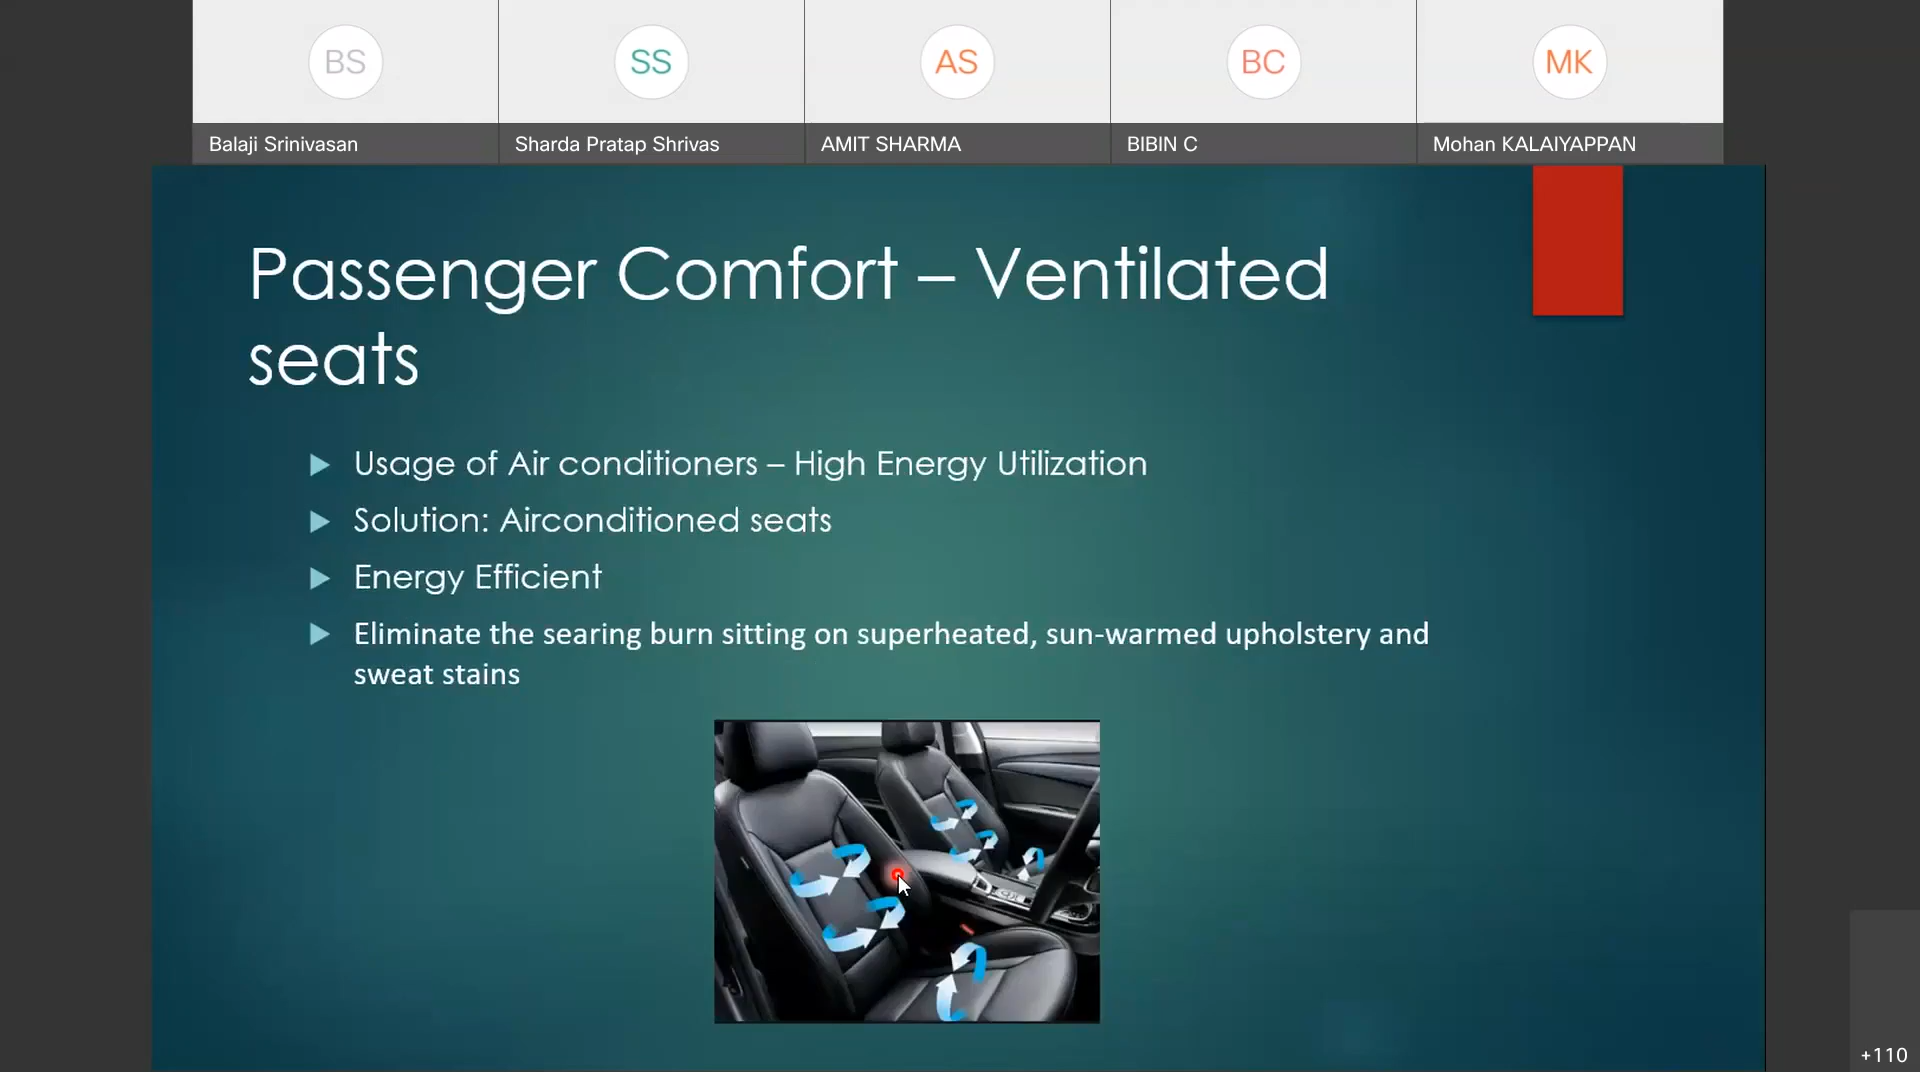 BS
SS
AS
BC
MK
Balaji Srinivasan
Sharda Pratap Shrivas
AMIT SHARMA
BIBIN C
Mohan KALAIYAPPAN
Passenger Comfort – Ventilated
seats
Usage of Air conditioners – High Energy Utilization
Solution: Airconditioned seats
Energy Efficient
Eliminate the searing burn sitting on superheated, sun-warmed upholstery and
sweat stains
+110